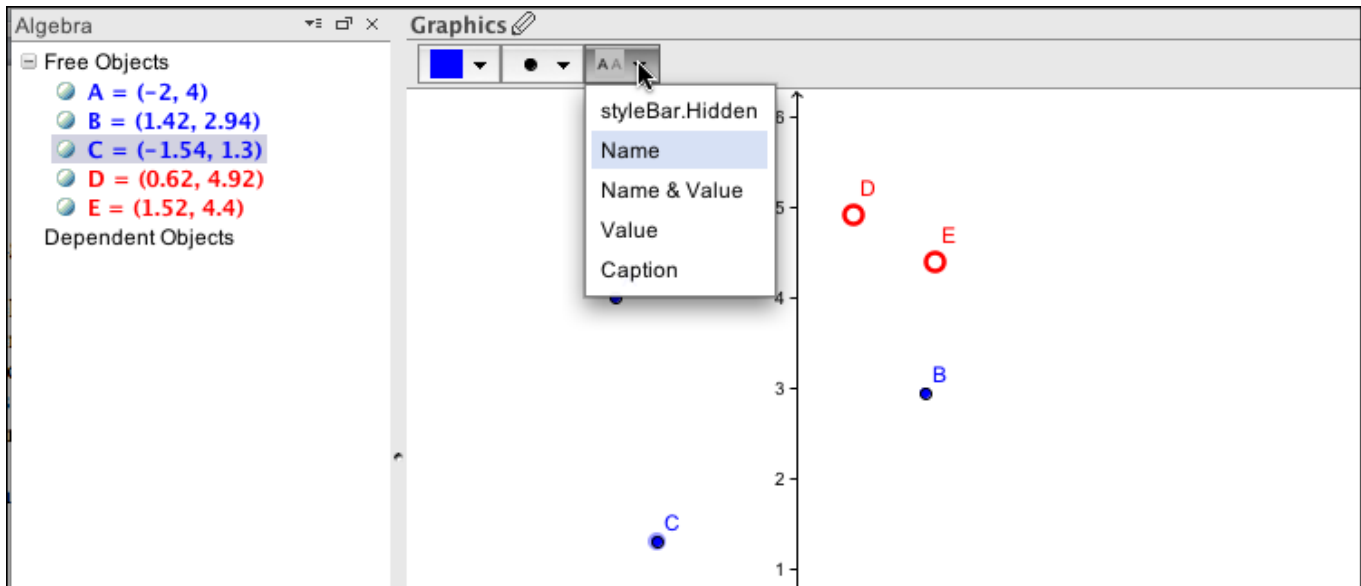 Algebra
Free Objects
A = (−2, 4)
B = (1.42, 2.94)
C = (−1.54, 1.3)
D = (0.62, 4.92)
E = (1.52, 4.4)
Dependent Objects
Graphics
AA
styleBar.Hidden
Name
Name & Value
Value
Caption
6
5
4
3
2
1
D
E
B
C